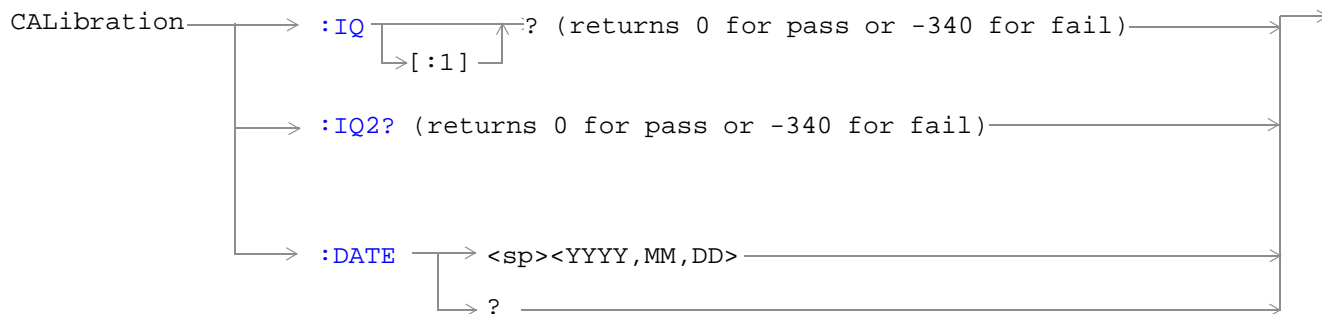 CALibration :IQ ? (returns 0 for pass or -340 for fail)
[:1]
:IQ2? (returns 0 for pass or -340 for fail)
:DATE <sp><YYYY,MM,DD>
?